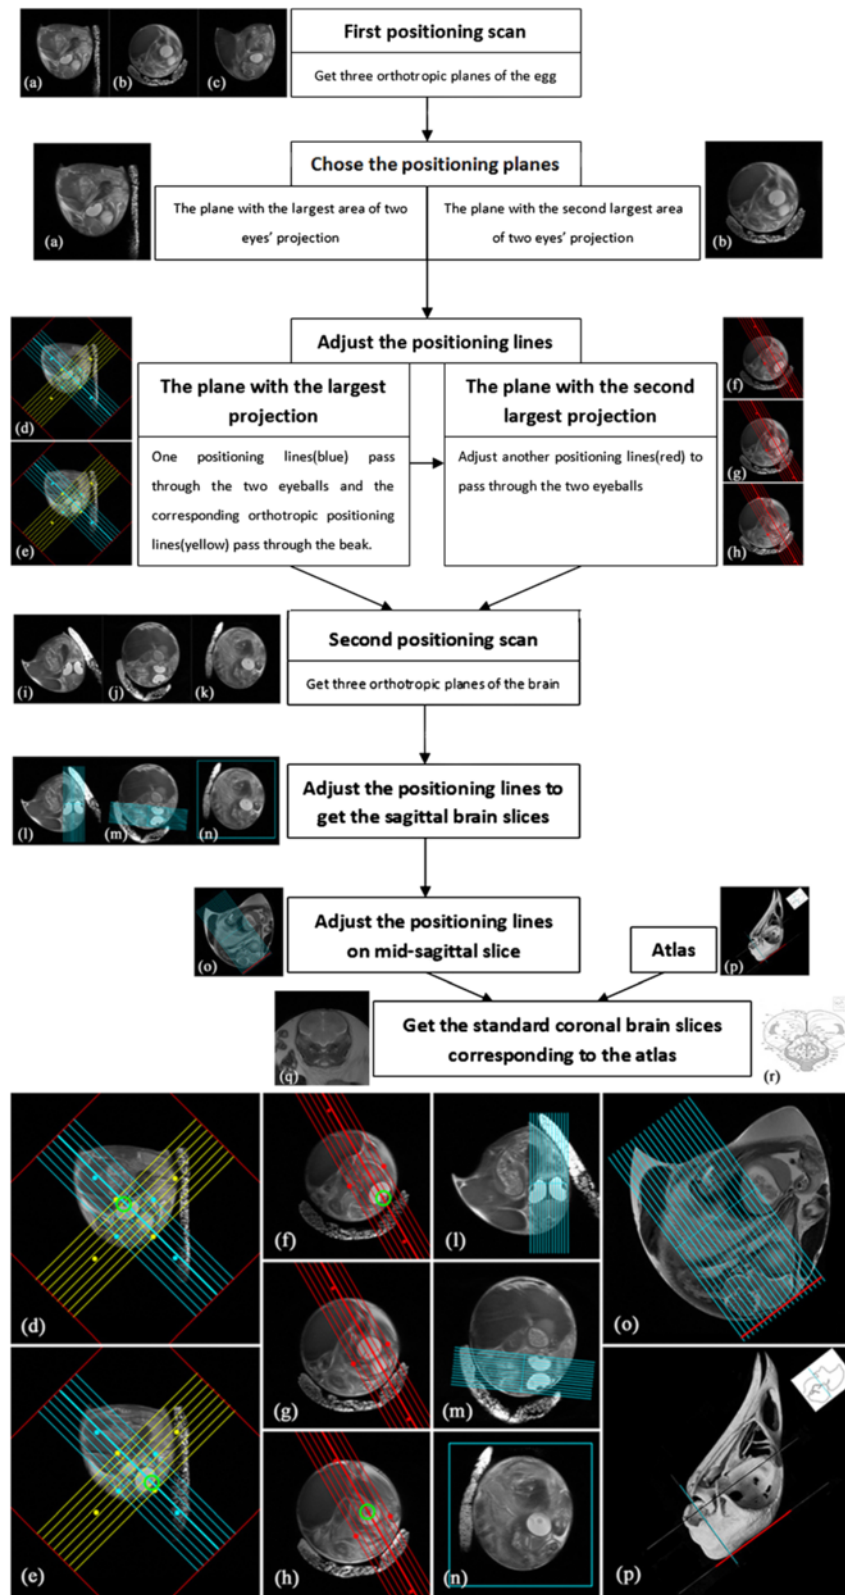 First positioning scan
Get three orthotropic planes of the egg
(a)
(b)
(c)
Chose the positioning planes
The plane with the largest area of two
eyes' projection
The plane with the second largest area
of two eyes' projection
(a)
(b)
Adjust the positioning lines
The plane with the largest
projection
One positioning lines(blue) pass
through the two eyeballs and the
corresponding orthotropic positioning
lines(yellow) pass through the beak.
The plane with the second
largest projection
Adjust another positioning lines(red) to
pass through the two eyeballs
(d)
(e)
(f)
(g)
(h)
Second positioning scan
Get three orthotropic planes of the brain
(i)
(j)
(k)
Adjust the positioning lines to
get the sagittal brain slices
(l)
(m)
(n)
Adjust the positioning lines
on mid-sagittal slice
(o)
Atlas
(p)
Get the standard coronal brain slices
corresponding to the atlas
(q)
(r)
(d)
(f)
(l)
(o)
(g)
(m)
(e)
(h)
(n)
(p)